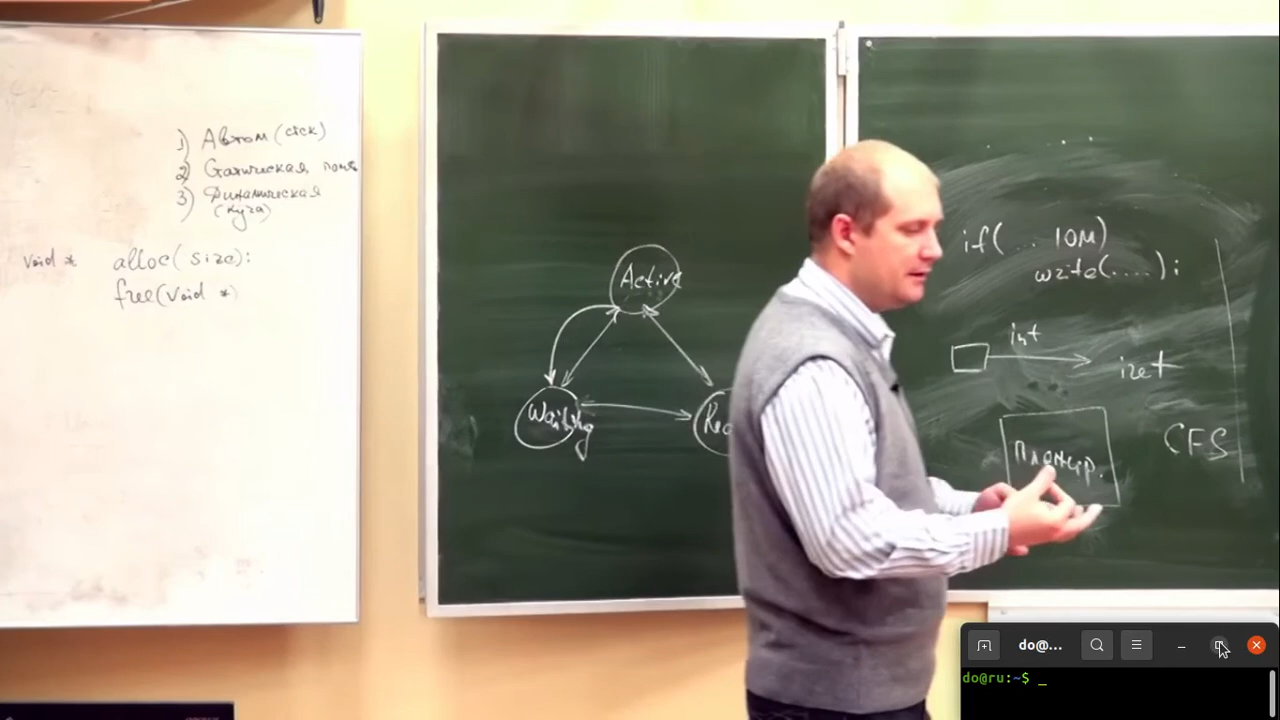 1) Автом (стек)
2) Статическая память
3) Динамическая
(куча)
void * alloc(size):
free(void *)
Active
Waiting
if( ... 10M)
write(....);
int
iret
Планир.
CFS
do@...
do@ru:~$ _